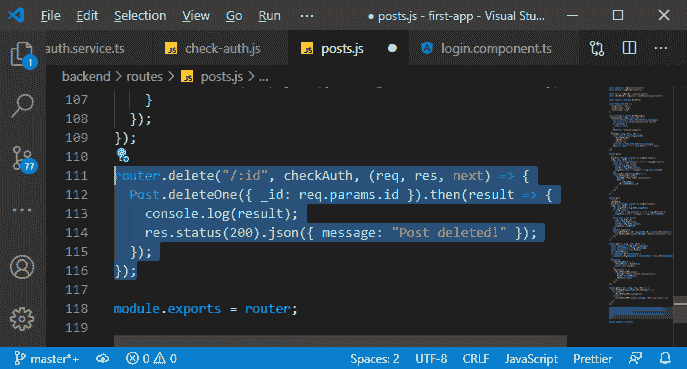 File Edit Selection View Go Run ... ● posts.js - first-app - Visual Stu...
auth.service.ts JS check-auth.js JS posts.js ● login.component.ts ...
backend > routes > JS posts.js > ...
107 }
108 });
109 });
110
111 router.delete("/:id", checkAuth, (req, res, next) => {
112 Post.deleteOne({ _id: req.params.id }).then(result => {
113 console.log(result);
114 res.status(200).json({ message: "Post deleted!" });
115 });
116 });
117
118 module.exports = router;
119
1
77
master*+ 0 0 Spaces: 2 UTF-8 CRLF JavaScript Prettier